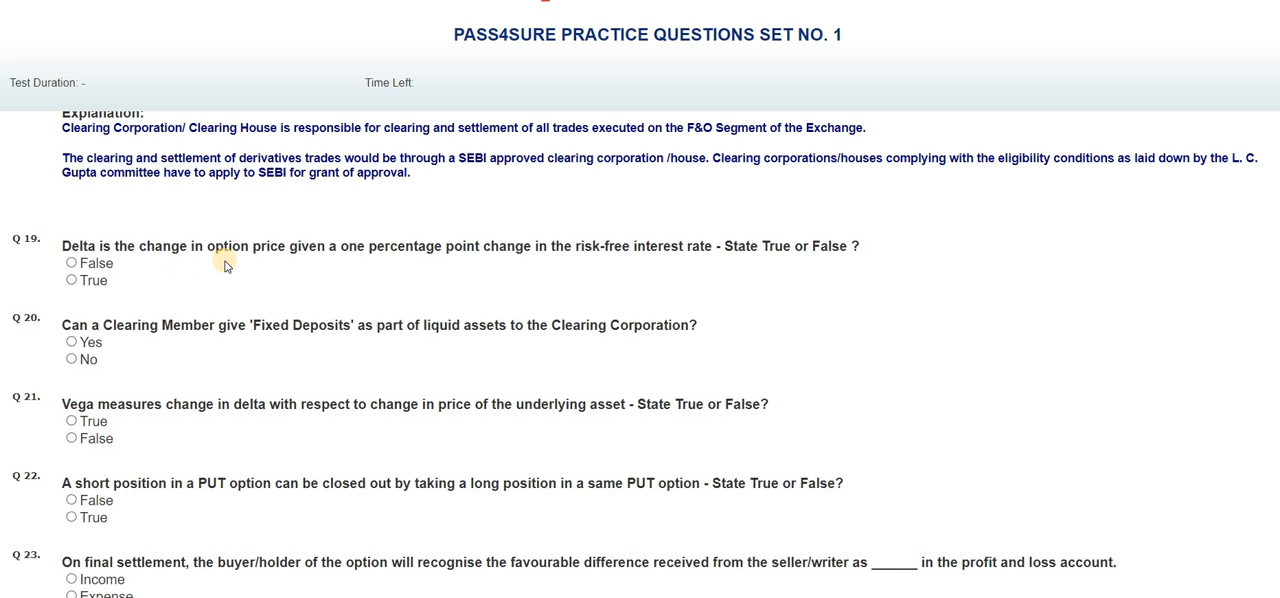 PASS4SURE PRACTICE QUESTIONS SET NO. 1
Test Duration: - Time Left:
Explanation:
Clearing Corporation/ Clearing House is responsible for clearing and settlement of all trades executed on the F&O Segment of the Exchange.
The clearing and settlement of derivatives trades would be through a SEBI approved clearing corporation /house. Clearing corporations/houses complying with the eligibility conditions as laid down by the L. C.
Gupta committee have to apply to SEBI for grant of approval.
Q 19. Delta is the change in option price given a one percentage point change in the risk-free interest rate - State True or False ?
False
True
Q 20. Can a Clearing Member give 'Fixed Deposits' as part of liquid assets to the Clearing Corporation?
Yes
No
Q 21. Vega measures change in delta with respect to change in price of the underlying asset - State True or False?
True
False
Q 22. A short position in a PUT option can be closed out by taking a long position in a same PUT option - State True or False?
False
True
Q 23. On final settlement, the buyer/holder of the option will recognise the favourable difference received from the seller/writer as ______ in the profit and loss account.
Income
Expense